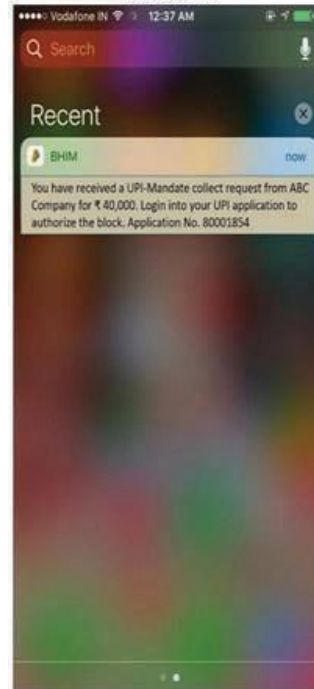 Vodafone IN 12:37 AM
Search
Recent
BHIM now
You have received a UPI-Mandate collect request from ABC
Company for ₹ 40,000. Login into your UPI application to
authorize the block. Application No. 80001854